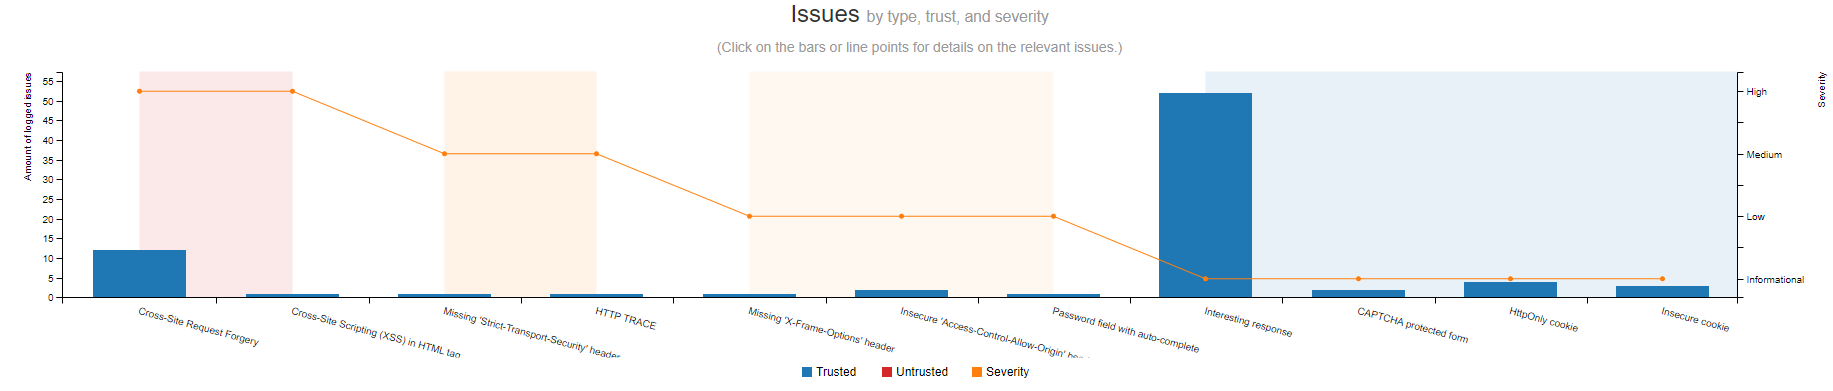 Issues by type, trust, and severity
(Click on the bars or line points for details on the relevant issues.)
Amount of logged issues
55
50
45
40
35
30
25
20
15
10
5
0
High
Medium
Low
Informational
Severity
Cross-Site Request Forgery
Cross-Site Scripting (XSS) in HTML tag
Missing 'Strict-Transport-Security' header
HTTP TRACE
Missing 'X-Frame-Options' header
Insecure 'Access-Control-Allow-Origin'
Password field with auto-complete
Interesting response
CAPTCHA protected form
HttpOnly cookie
Insecure cookie
Trusted
Untrusted
Severity